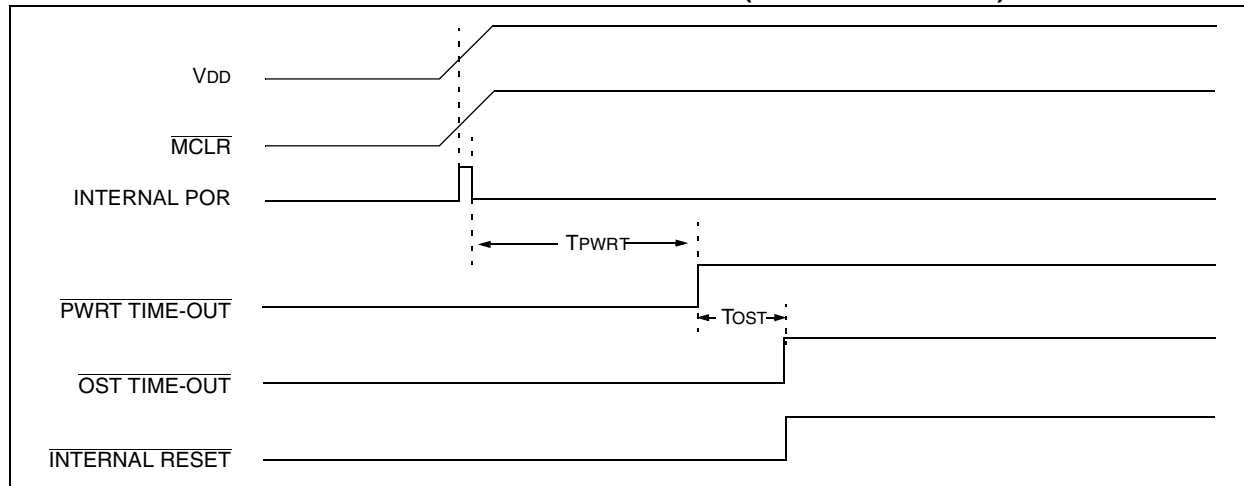 VDD
MCLR
INTERNAL POR
TPWRT
PWRT TIME-OUT
TOST
OST TIME-OUT
INTERNAL RESET